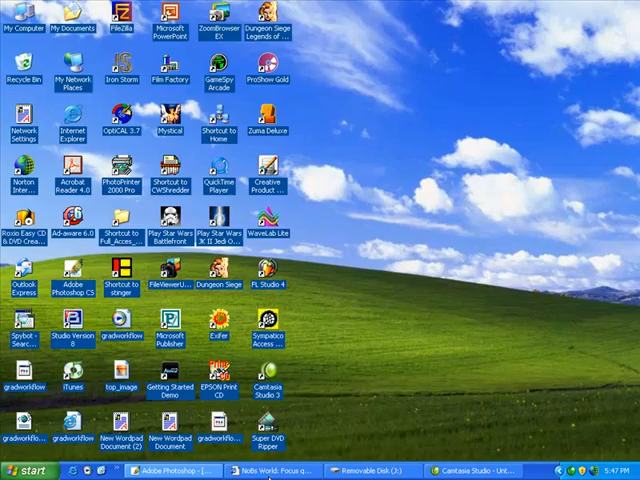 My Computer
My Documents
FileZilla
Microsoft
PowerPoint
ZoomBrowser
EX
Dungeon Siege
Legends of ...
Recycle Bin
My Network
Places
Iron Storm
Film Factory
GameSpy
Arcade
ProShow Gold
Network
Settings
Internet
Explorer
OptiCAL 3.7
Mystical
Shortcut to
Home
Zuma Deluxe
Norton
Inter...
Acrobat
Reader 4.0
PhotoPrinter
2000 Pro
Shortcut to
CWShredder
QuickTime
Player
Creative
Product ...
Roxio Easy CD
& DVD Crea...
Ad-aware 6.0
Shortcut to
Full_Acces_...
Play Star Wars
Battlefront
Play Star Wars
JK II Jedi O...
WaveLab Lite
Outlook
Express
Adobe
Photoshop CS
Shortcut to
stinger
FileViewerU...
Dungeon Siege
FL Studio 4
Spybot -
Searc...
Studio Version
8
gradworkflow
Microsoft
Publisher
Exifer
Sympatico
Access ...
gradworkflow
iTunes
top_image
Getting Started
Demo
EPSON Print
CD
Camtasia
Studio 3
gradworkflo...
gradworkflow
New Wordpad
Document (2)
New Wordpad
Document
gradworkflo...
Super DVD
Ripper
start
Adobe Photoshop - [...
NoBs World: Focus q...
Removable Disk (J:)
Camtasia Studio - Unt...
5:47 PM